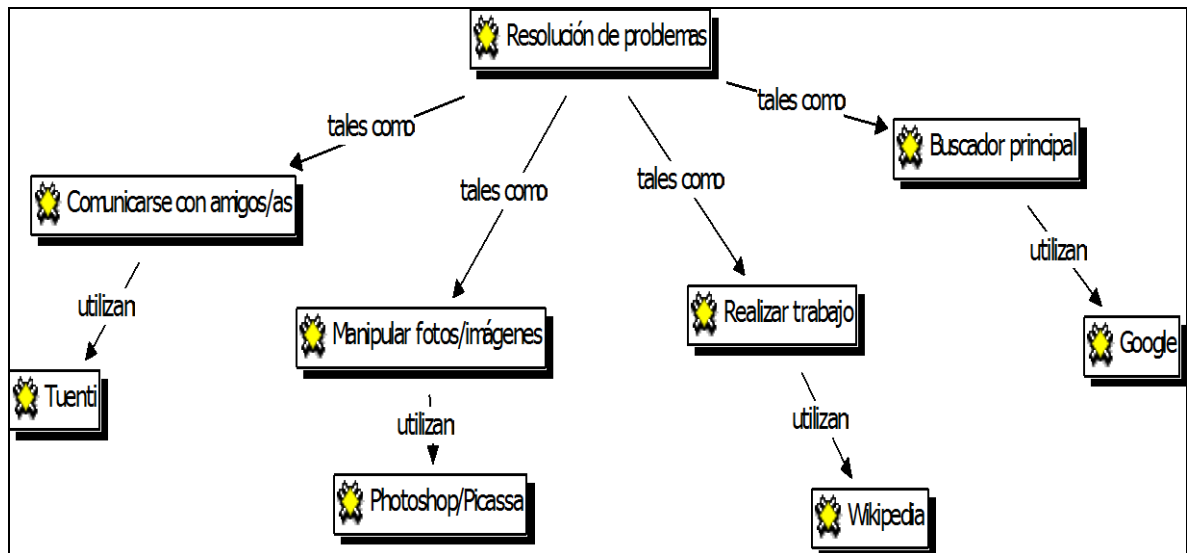 Resolución de problemas
tales como
tales como
tales como
tales como
Buscador principal
Comunicarse con amigos/as
utilizan
utilizan
Manipular fotos/imágenes
Realizar trabajo
Google
Tuenti
utilizan
utilizan
Photoshop/Picassa
Wikipedia